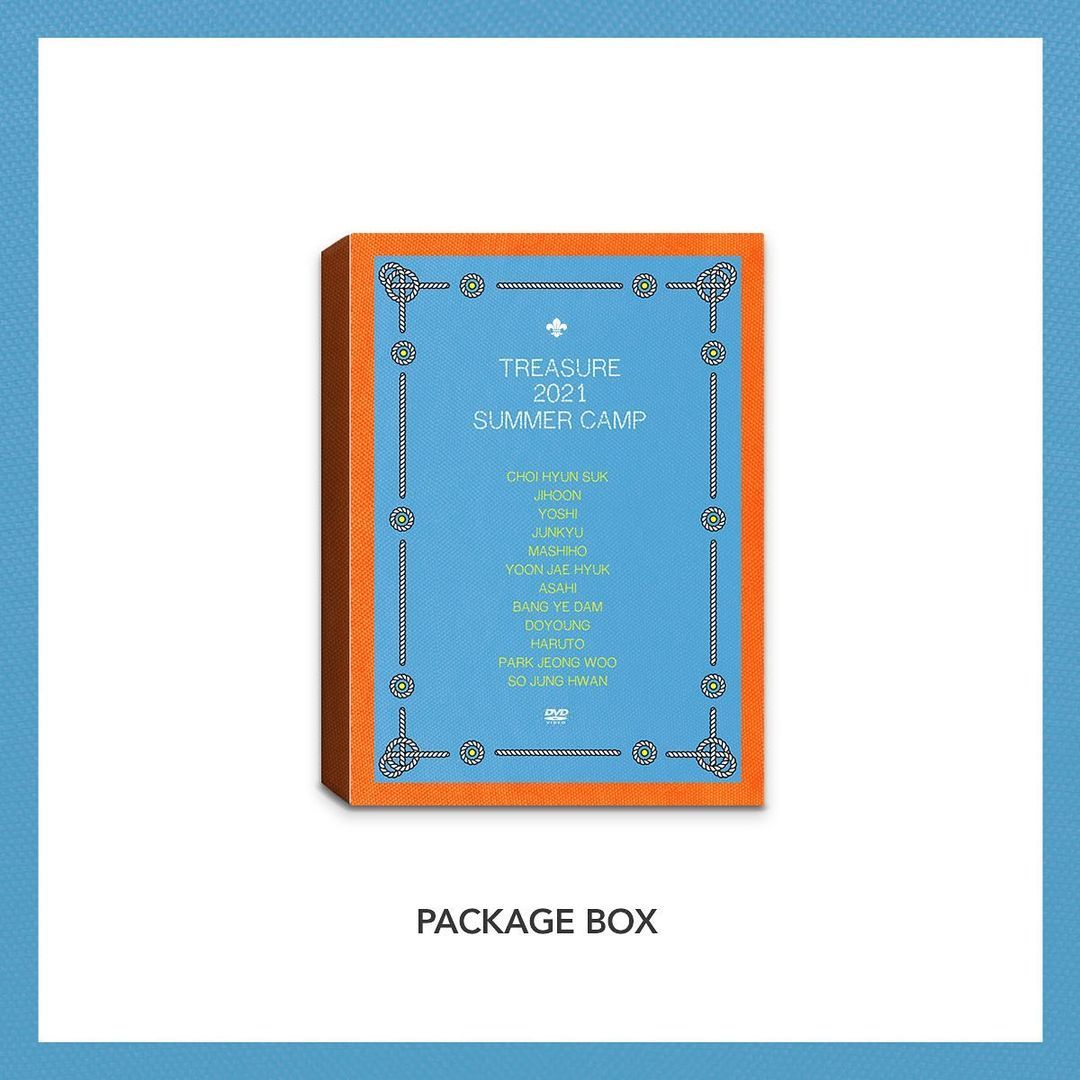 TREASURE
2021
SUMMER CAMP
CHOI HYUN SUK
JIHOON
YOSHI
JUNKYU
MASHIHO
YOON JAE HYUK
ASAHI
BANG YE DAM
DOYOUNG
HARUTO
PARK JEONG WOO
SO JUNG HWAN
DVD
VIDEO
PACKAGE BOX